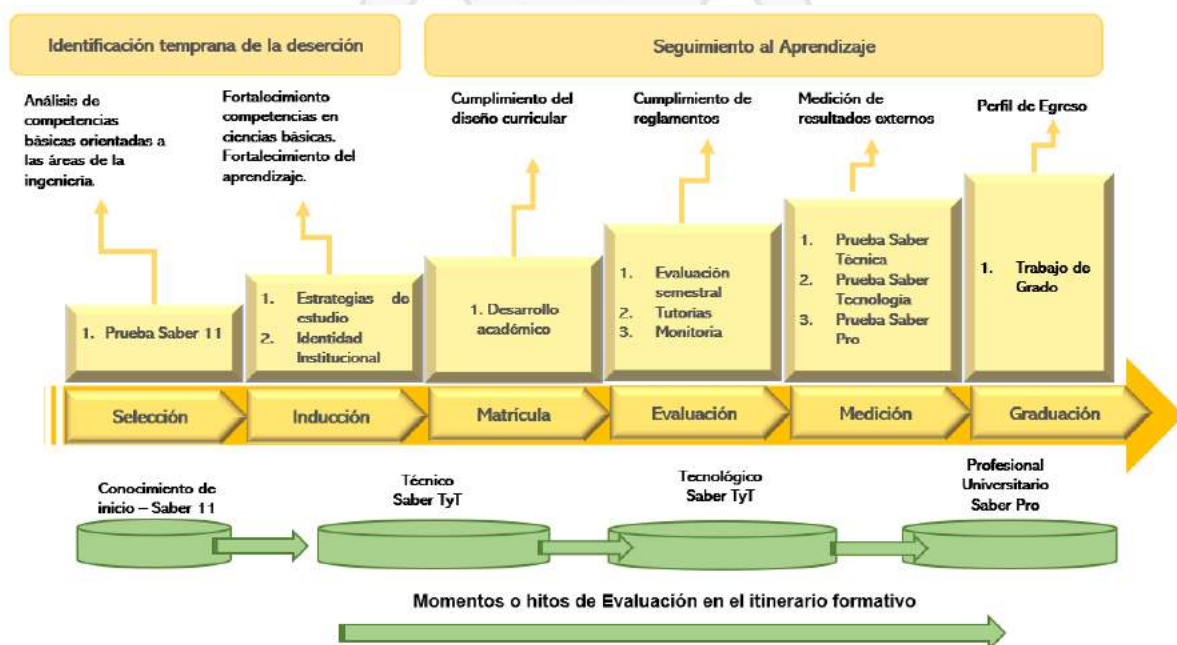 Identificación temprana de la deserción
Seguimiento al Aprendizaje
Análisis de
competencias
básicas orientadas a
las áreas de la
ingeniería.
Fortalecimiento
competencias en
ciencias básicas.
Fortalecimiento del
aprendizaje.
Cumplimiento del
diseño curricular
Cumplimiento de
reglamentos
Medición de
resultados externos
Perfil de Egreso
1. Prueba Saber 11
1. Estrategias de
estudio
2. Identidad
Institucional
1. Desarrollo
académico
1. Evaluación
semestral
2. Tutorías
3. Monitoria
1. Prueba Saber
Técnica
2. Prueba Saber
Tecnología
3. Prueba Saber
Pro
1. Trabajo de
Grado
Selección
Inducción
Matrícula
Evaluación
Medición
Graduación
Conocimiento de
inicio – Saber 11
Técnico
Saber TyT
Tecnológico
Saber TyT
Profesional
Universitario
Saber Pro
Momentos o hitos de Evaluación en el itinerario formativo